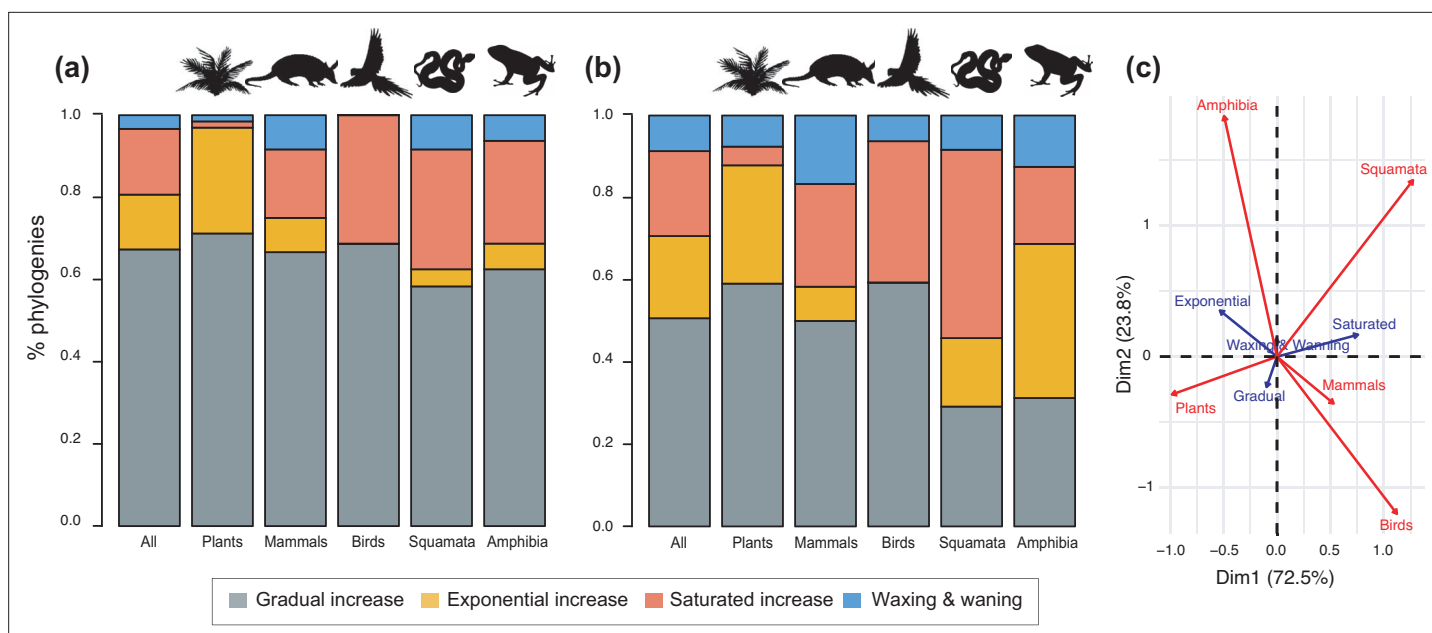 (a)
(b)
(c)
% phylogenies
1.0
0.8
0.6
0.4
0.2
0.0
All Plants Mammals Birds Squamata Amphibia
1.0
0.8
0.6
0.4
0.2
0.0
All Plants Mammals Birds Squamata Amphibia
Amphibia
Squamata
Exponential
Saturated
Waxing & Wanning
Mammals
Gradual
Plants
Birds
Dim2 (23.8%)
1
0
−1
−1.0 −0.5 0.0 0.5 1.0
Dim1 (72.5%)
Gradual increase Exponential increase Saturated increase Waxing & waning